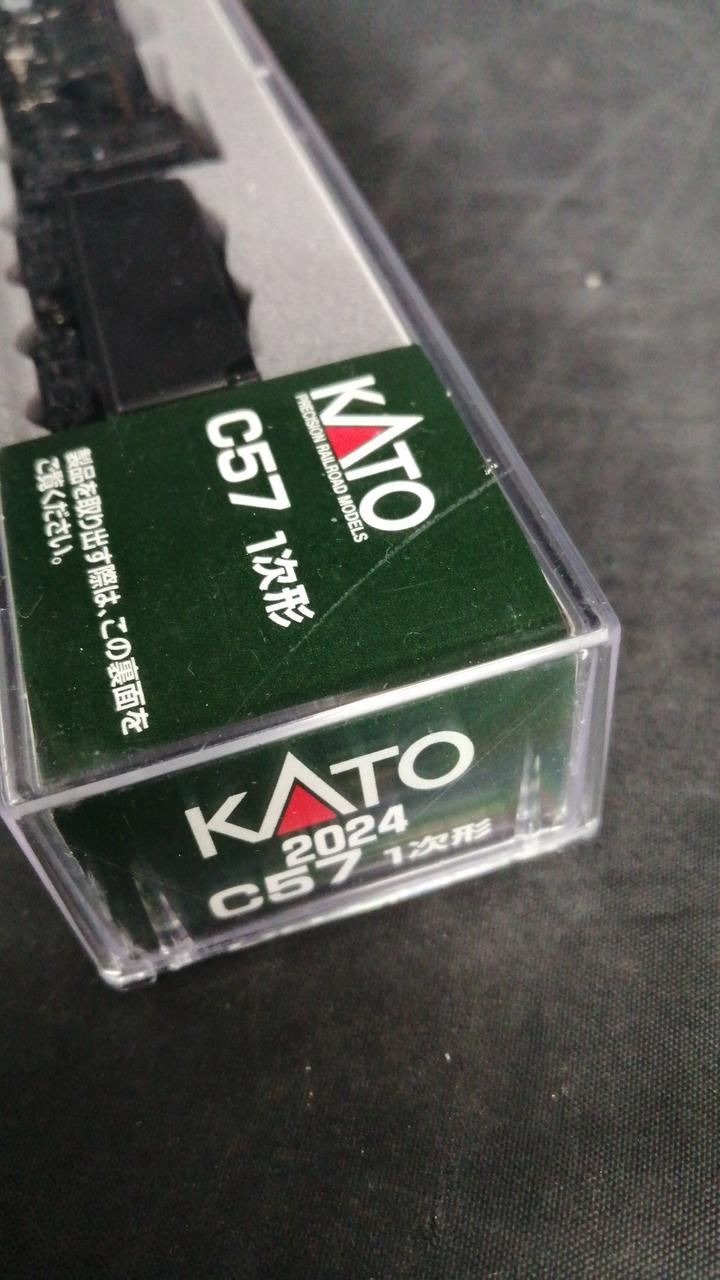 KATO
PRECISION RAILROAD MODELS
C57 1次形
製品を取り出す際は、この裏面を
ご覧ください。
KATO
2024
C57 1次形